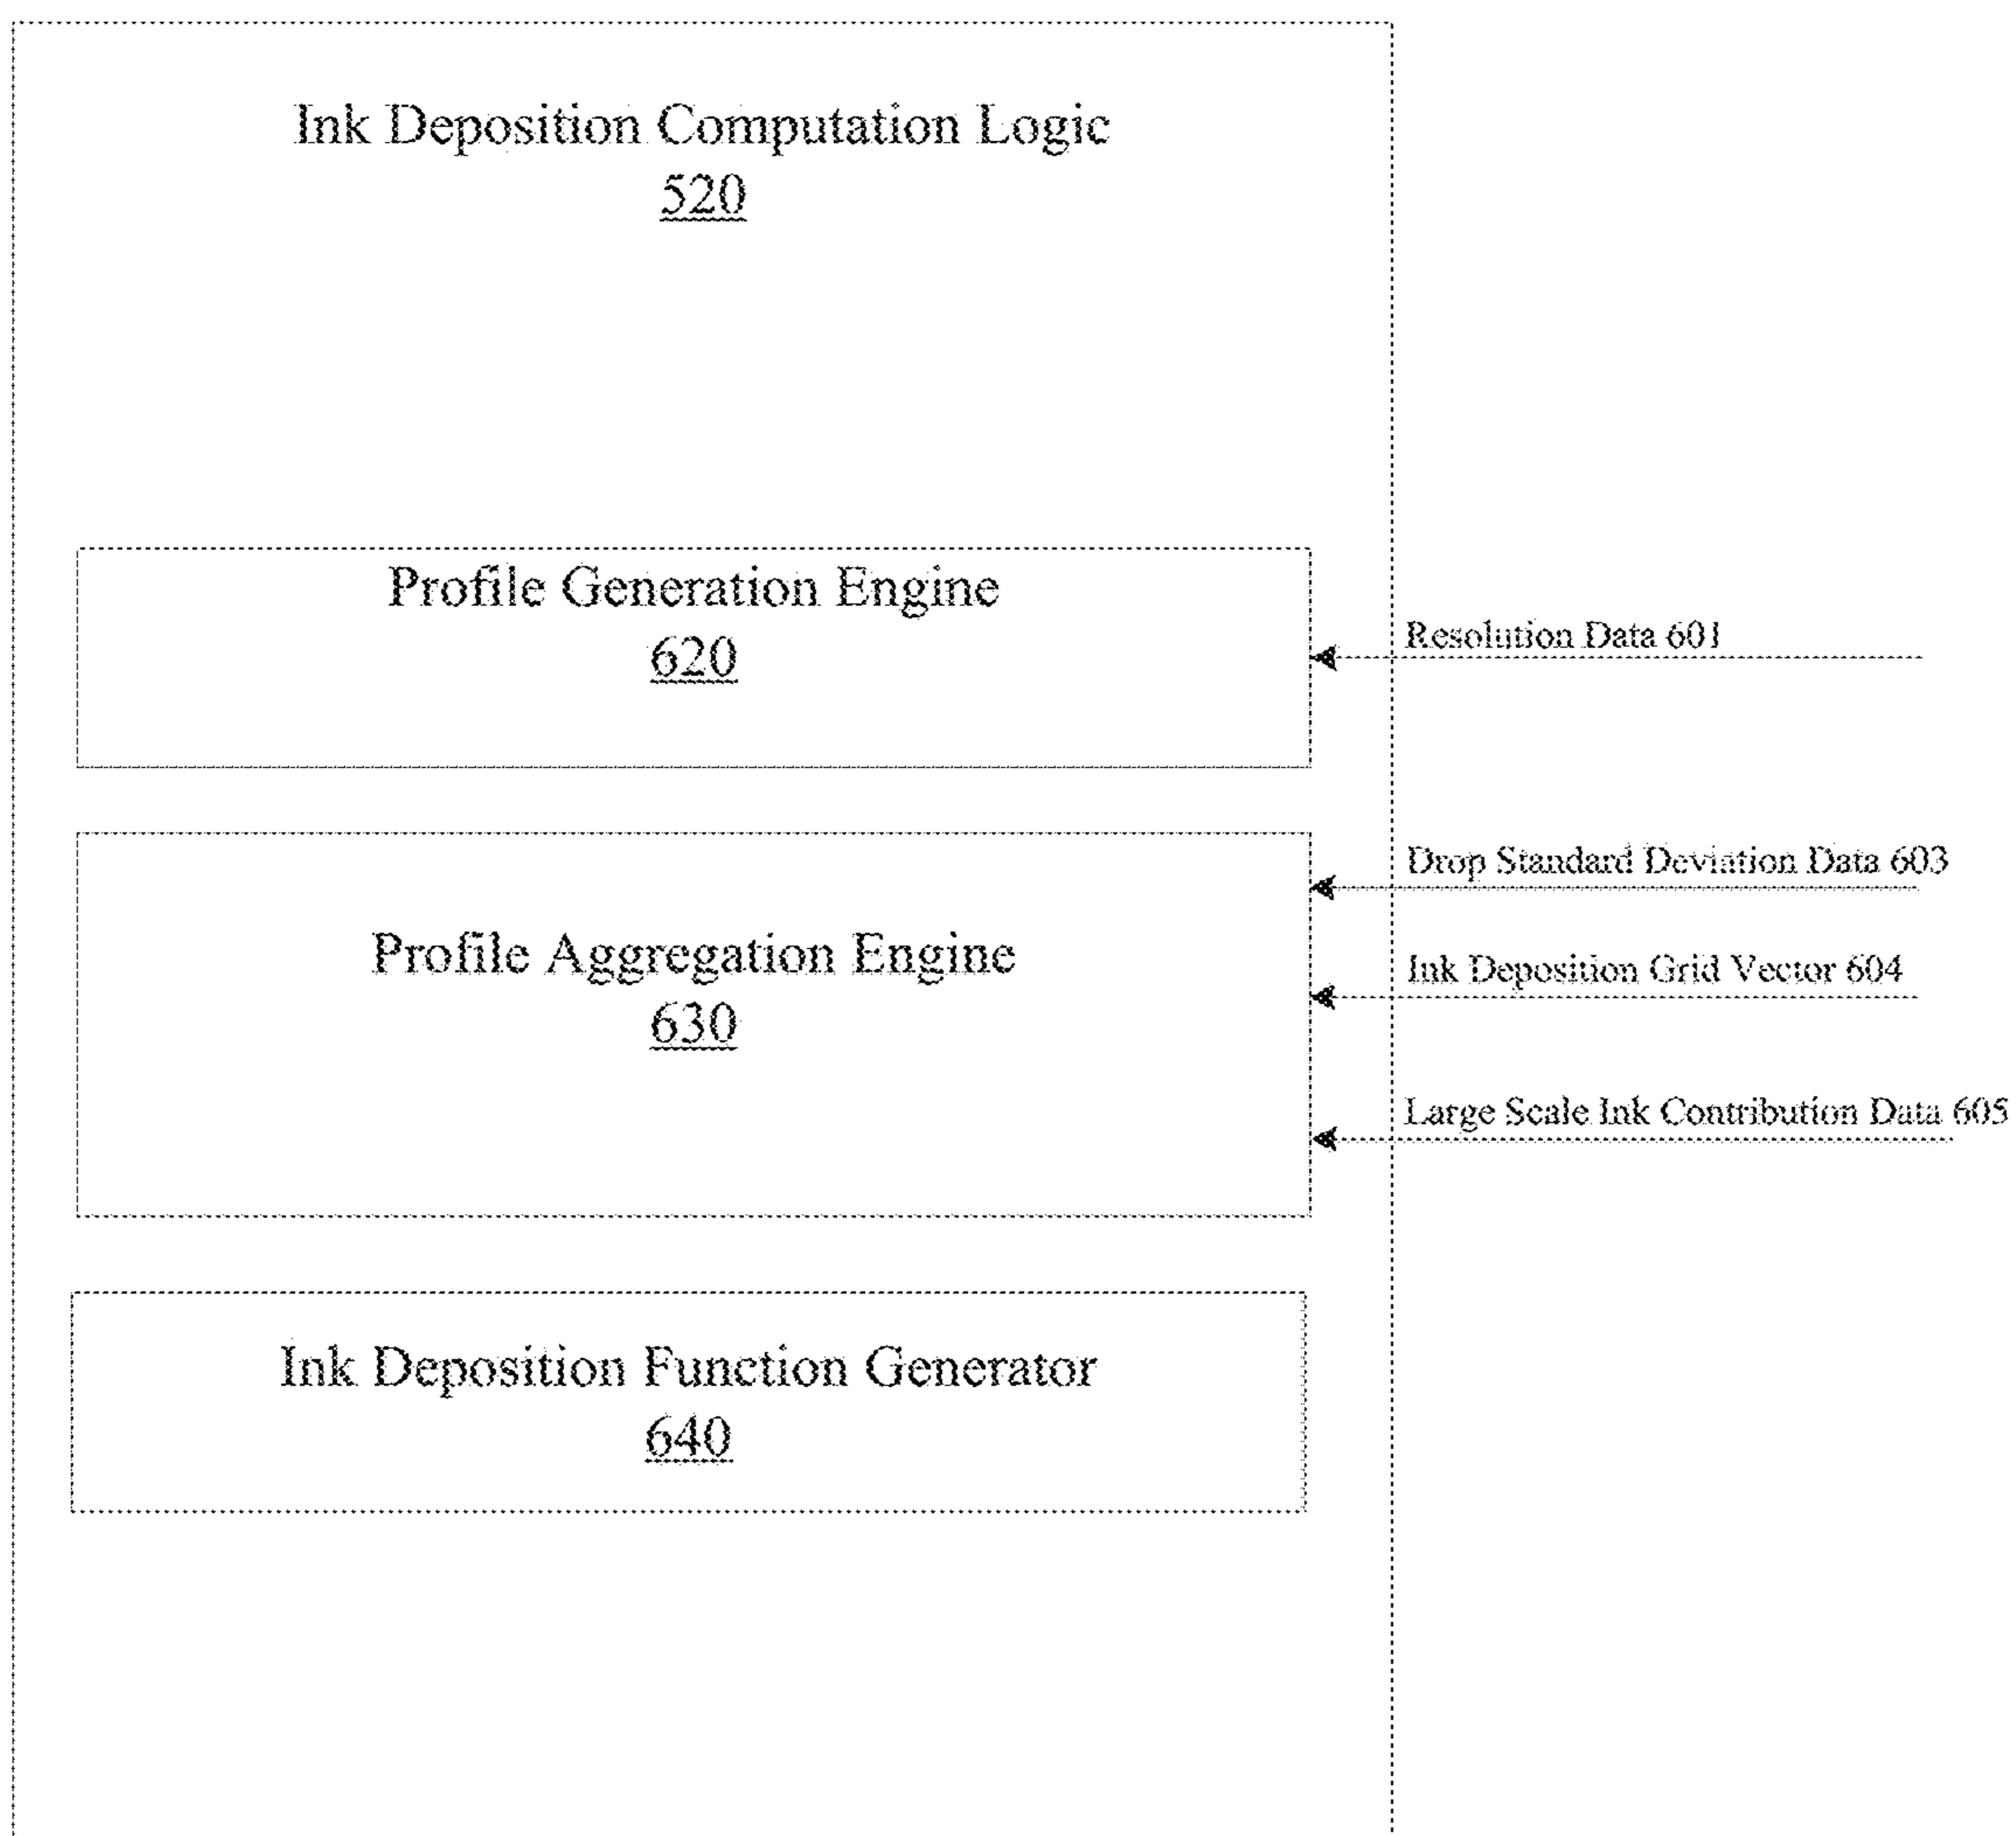 Ink Deposition Computation Logic
520
Profile Generation Engine
620
Resolution Data 601
Drop Standard Deviation Data 603
Profile Aggregation Engine
630
Ink Deposition Grid Vector 604
Large Scale Ink Contribution Data 605
Ink Deposition Function Generator
640